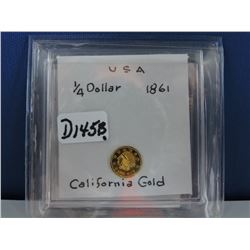 USA
1/4 Dollar 1861
D145B.
California Gold